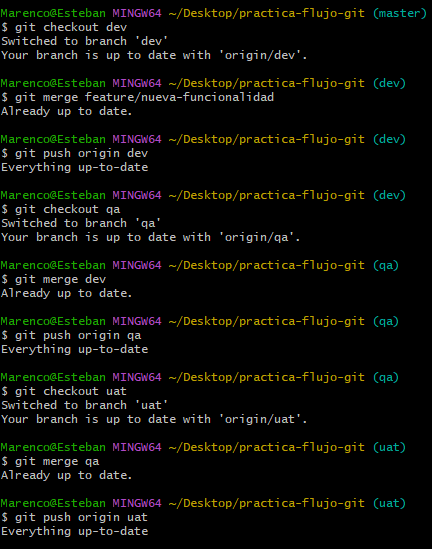 Marenco@Esteban MINGW64 ~/Desktop/practica-flujo-git (master)
$ git checkout dev
Switched to branch 'dev'
Your branch is up to date with 'origin/dev'.
Marenco@Esteban MINGW64 ~/Desktop/practica-flujo-git (dev)
$ git merge feature/nueva-funcionalidad
Already up to date.
Marenco@Esteban MINGW64 ~/Desktop/practica-flujo-git (dev)
$ git push origin dev
Everything up-to-date
Marenco@Esteban MINGW64 ~/Desktop/practica-flujo-git (dev)
$ git checkout qa
Switched to branch 'qa'
Your branch is up to date with 'origin/qa'.
Marenco@Esteban MINGW64 ~/Desktop/practica-flujo-git (qa)
$ git merge dev
Already up to date.
Marenco@Esteban MINGW64 ~/Desktop/practica-flujo-git (qa)
$ git push origin qa
Everything up-to-date
Marenco@Esteban MINGW64 ~/Desktop/practica-flujo-git (qa)
$ git checkout uat
Switched to branch 'uat'
Your branch is up to date with 'origin/uat'.
Marenco@Esteban MINGW64 ~/Desktop/practica-flujo-git (uat)
$ git merge qa
Already up to date.
Marenco@Esteban MINGW64 ~/Desktop/practica-flujo-git (uat)
$ git push origin uat
Everything up-to-date